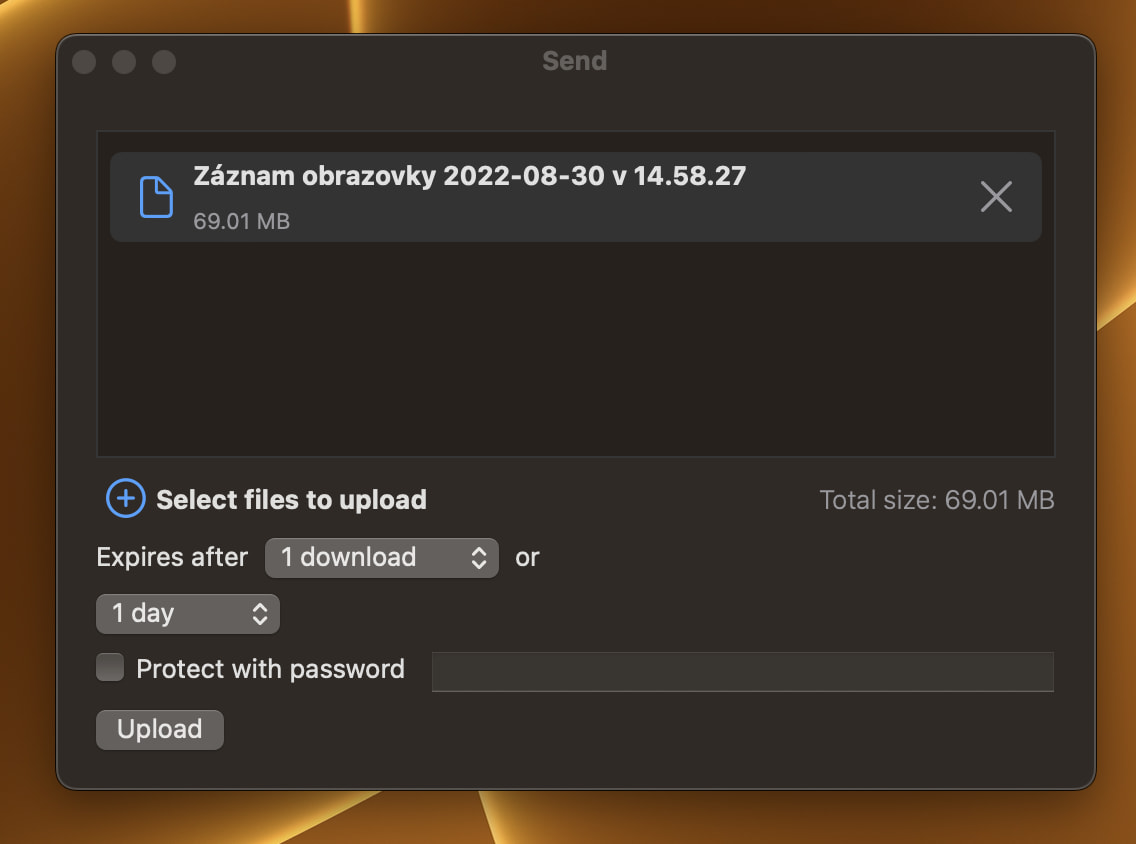 Send
Záznam obrazovky 2022-08-30 v 14.58.27
69.01 MB
Select files to upload
Total size: 69.01 MB
Expires after 1 download or
1 day
Protect with password
Upload